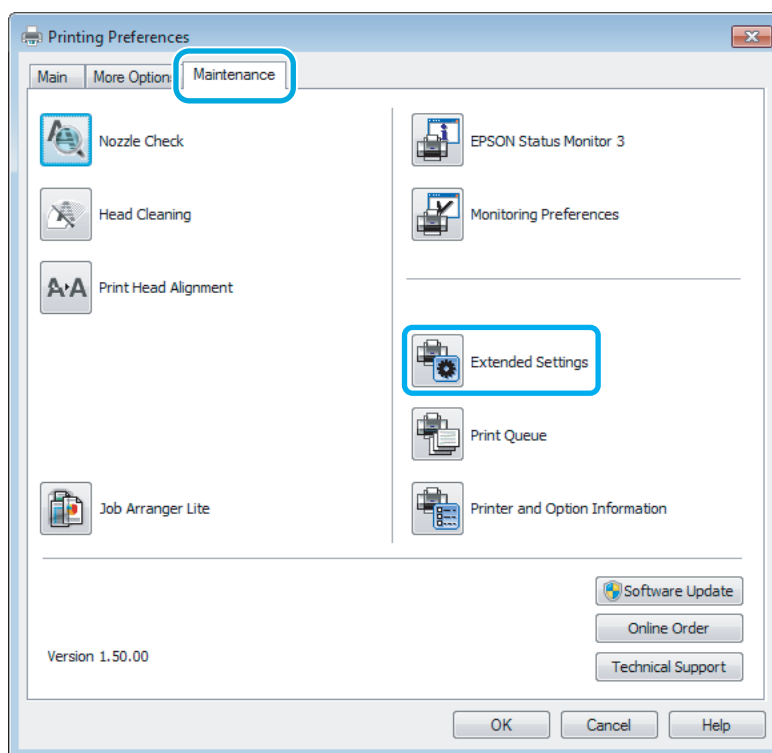 Printing Preferences
Main
More Options
Maintenance
Nozzle Check
EPSON Status Monitor 3
Head Cleaning
Monitoring Preferences
A A
Print Head Alignment
Extended Settings
Print Queue
Job Arranger Lite
Printer and Option Information
Software Update
Online Order
Version 1.50.00
Technical Support
OK
Cancel
Help